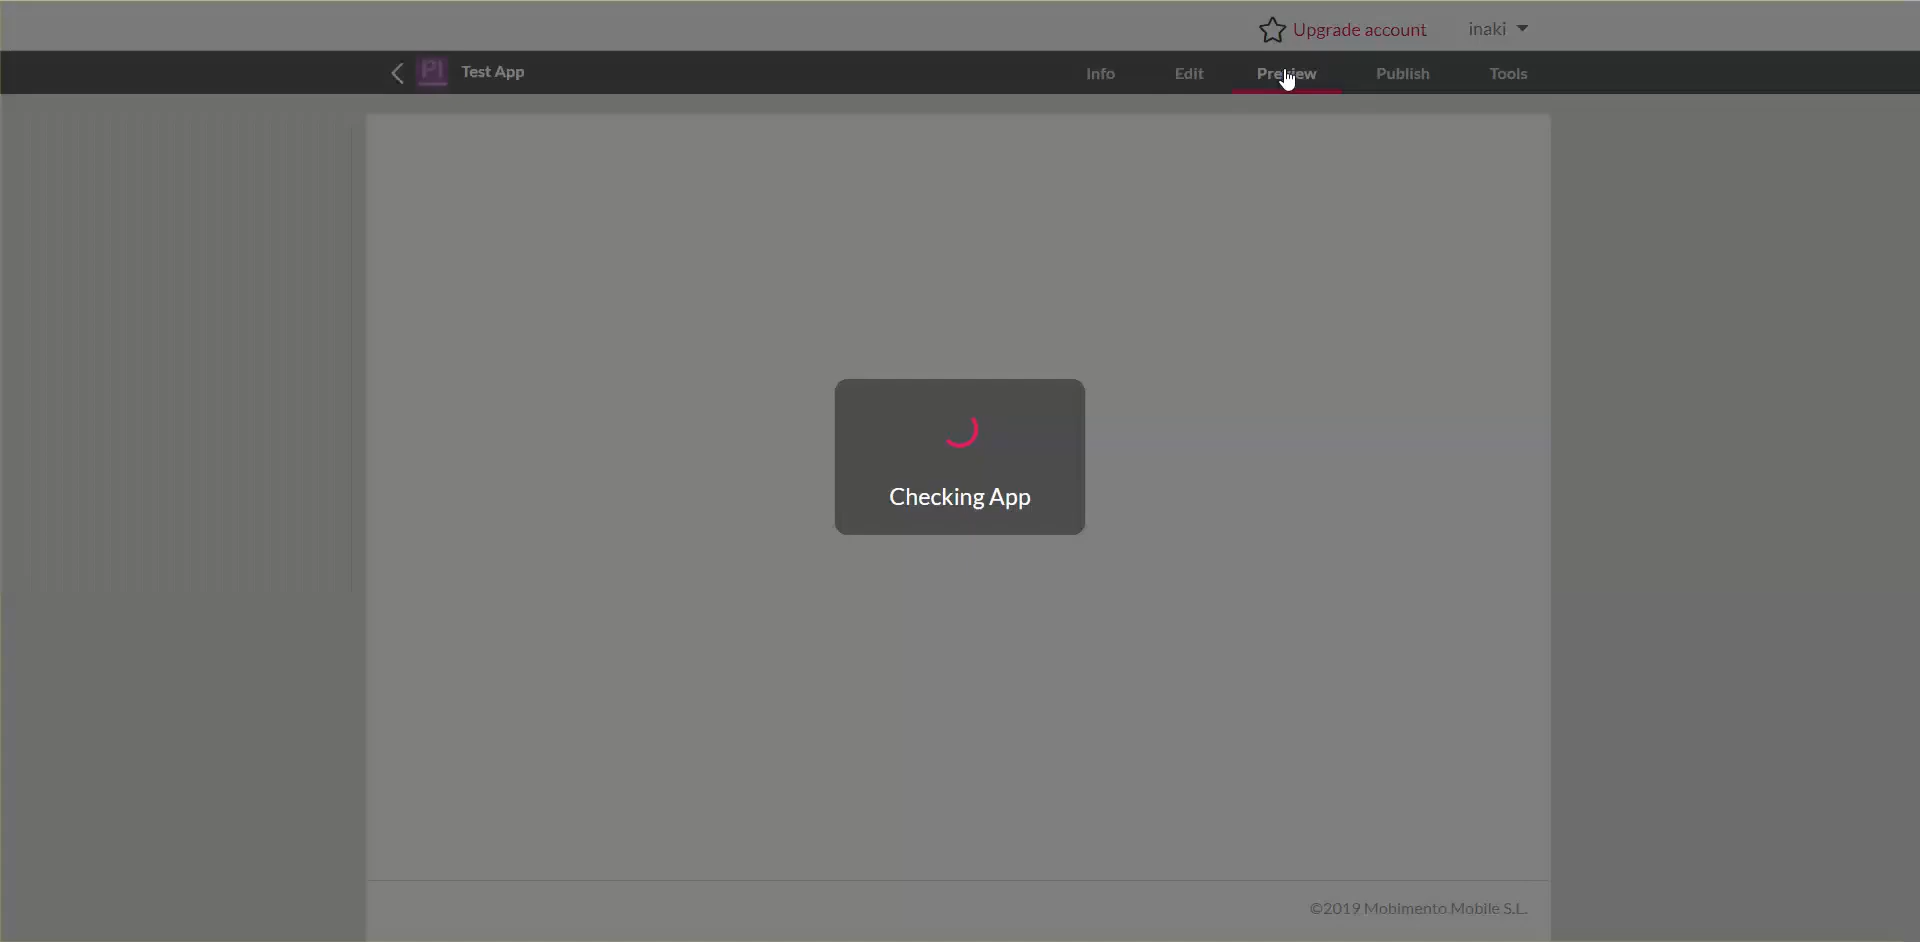 Upgrade account inaki
PI Test App Info Edit Preview Publish Tools
Checking App
©2019 Mobimento Mobile S.L.